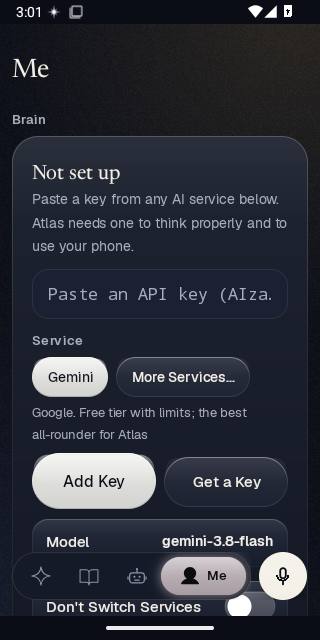 3:01
Me
Brain
Not set up
Paste a key from any AI service below.
Atlas needs one to think properly and to
use your phone.
Paste an API key (AIza.
Service
Gemini
More Services…
Google. Free tier with limits; the best
all-rounder for Atlas
Add Key
Get a Key
Model
gemini-3.8-flash
Me
Don't Switch Services